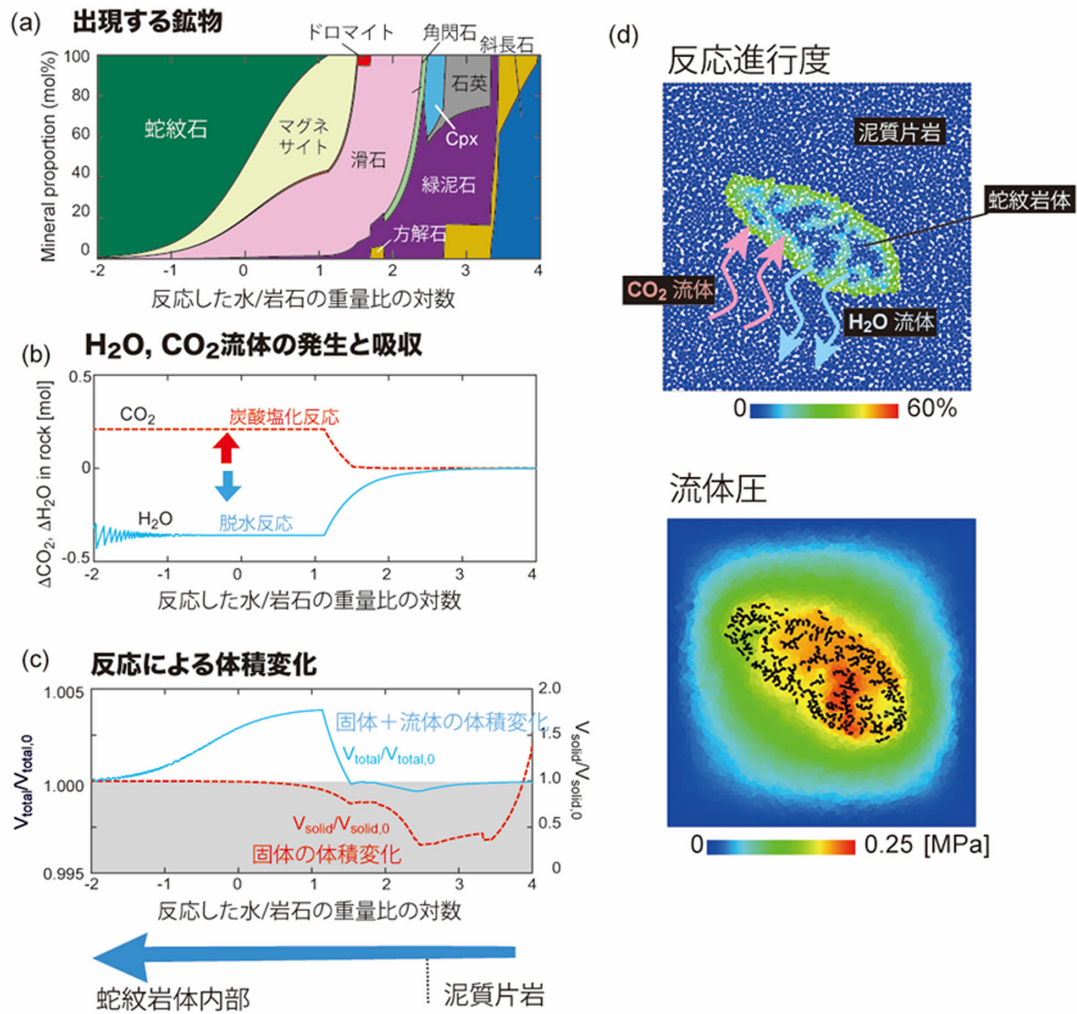 (a) 出現する鉱物
ドロマイト
角閃石
斜長石
Mineral proportion (mol%)
100
80
60
40
20
0
蛇紋石
マグネ
サイト
滑石
石英
Cpx
緑泥石
方解石
-2 -1 0 1 2 3 4
反応した水/岩石の重量比の対数
(b) H2O, CO2流体の発生と吸収
ΔCO2, ΔH2O in rock [mol]
0.5
0
-0.5
CO2
炭酸塩化反応
H2O
脱水反応
-2 -1 0 1 2 3 4
反応した水/岩石の重量比の対数
(c) 反応による体積変化
Vtotal/Vtotal,0
1.005
1.000
0.995
固体+流体の体積変化
Vtotal/Vtotal,0
Vsolid/Vsolid,0
固体の体積変化
2.0
1.5
1.0
0.5
0
Vsolid/Vsolid,0
-2 -1 0 1 2 3 4
反応した水/岩石の重量比の対数
蛇紋岩体内部
泥質片岩
(d)
反応進行度
泥質片岩
蛇紋岩体
CO2 流体
H2O 流体
0 60%
流体圧
0 0.25 [MPa]